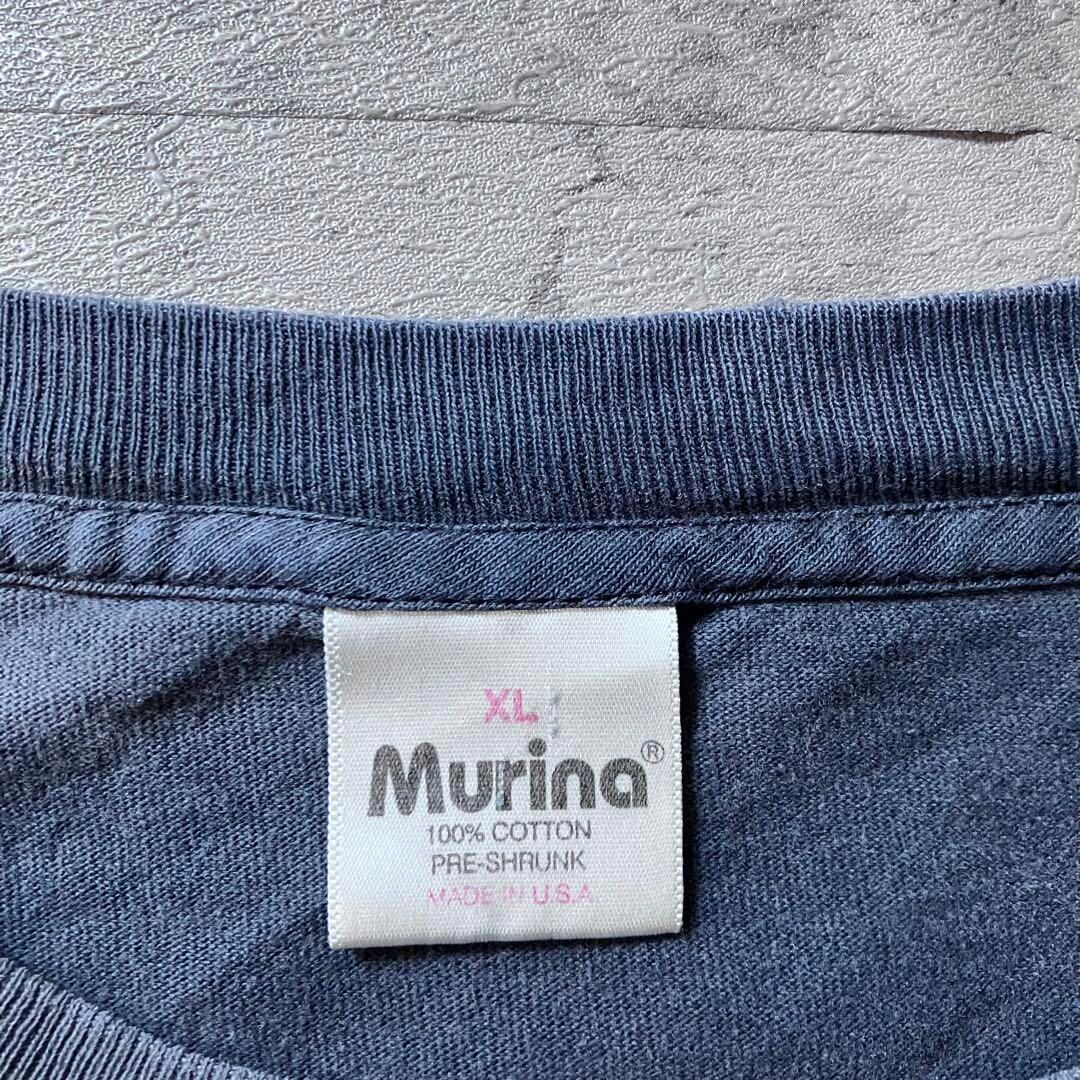 XL
Murina®
100% COTTON
PRE-SHRUNK
MADE IN U.S.A